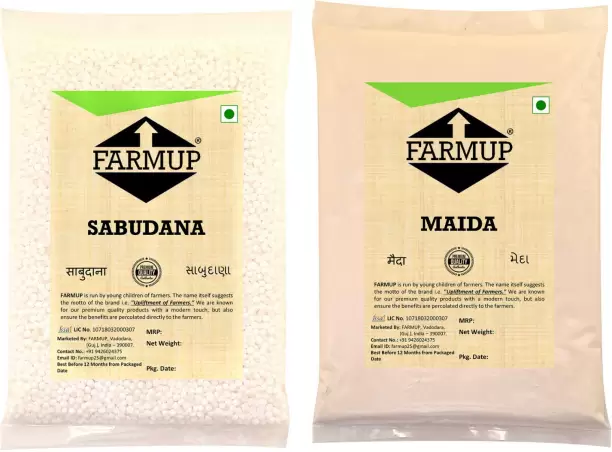 FARMUP®
SABUDANA
साबुदाना
PREMIUM
QUALITY
સાબુદાણા
FARMUP is run by young children of farmers. The name itself suggests
the motto of the brand i.e. "Upliftment of Farmers." We are known
for our premium quality products with a modern touch, but also
ensure the benefits are percolated directly to the farmers.
fssai LIC No. 10718032000307
MRP:
Marketed By: FARMUP, Vadodara,
(Guj.), India – 390007.
Net Weight:
Contact No.: +91 9426024375
Email ID: farmup25@gmail.com
Best Before 12 Months from Packaged
Date
Pkg. Date:
FARMUP®
MAIDA
मैदा
PREMIUM
QUALITY
મેદા
FARMUP is run by young children of farmers. The name itself suggests
the motto of the brand i.e. "Upliftment of Farmers." We are known
for our premium quality products with a modern touch, but also
ensure the benefits are percolated directly to the farmers.
fssai LIC No. 10718032000307
MRP:
Marketed By: FARMUP, Vadodara,
(Guj.), India – 390007.
Net Weight:
Contact No.: +91 9426024375
Email ID: farmup25@gmail.com
Best Before 12 Months from Packaged
Date
Pkg. Date: